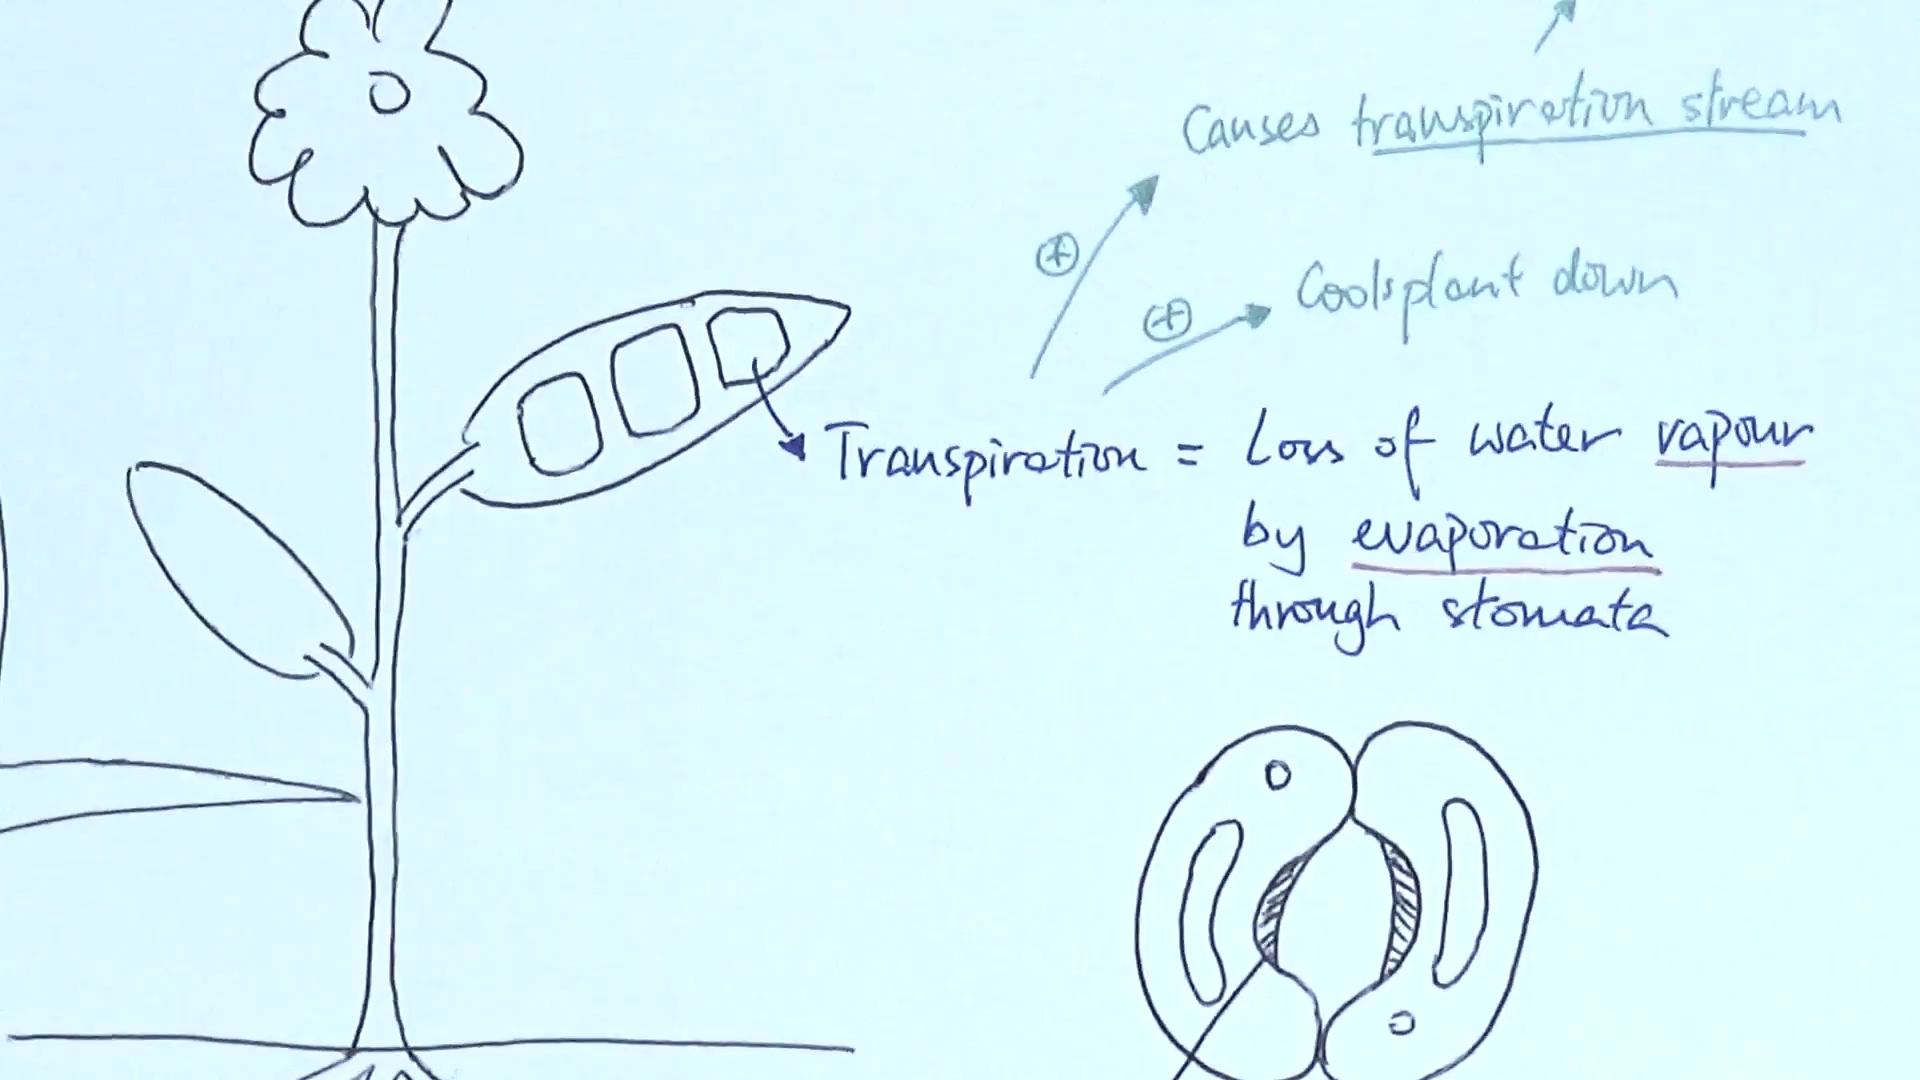 Causes transpiration stream
+
+
Cools plant down
Transpiration = Loss of water vapour
by evaporation
through stomata